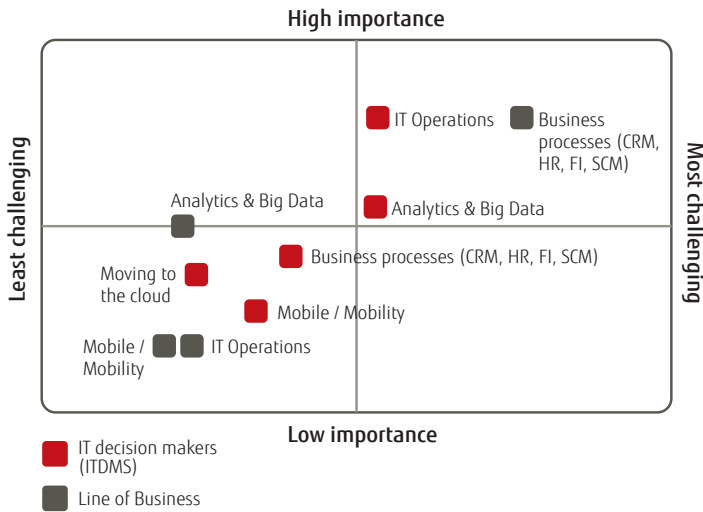 High importance
Least challenging
Most challenging
IT Operations
Business
processes (CRM,
HR, FI, SCM)
Analytics & Big Data
Analytics & Big Data
Business processes (CRM, HR, FI, SCM)
Moving to
the cloud
Mobile / Mobility
Mobile /
Mobility
IT Operations
Low importance
IT decision makers
(ITDMS)
Line of Business